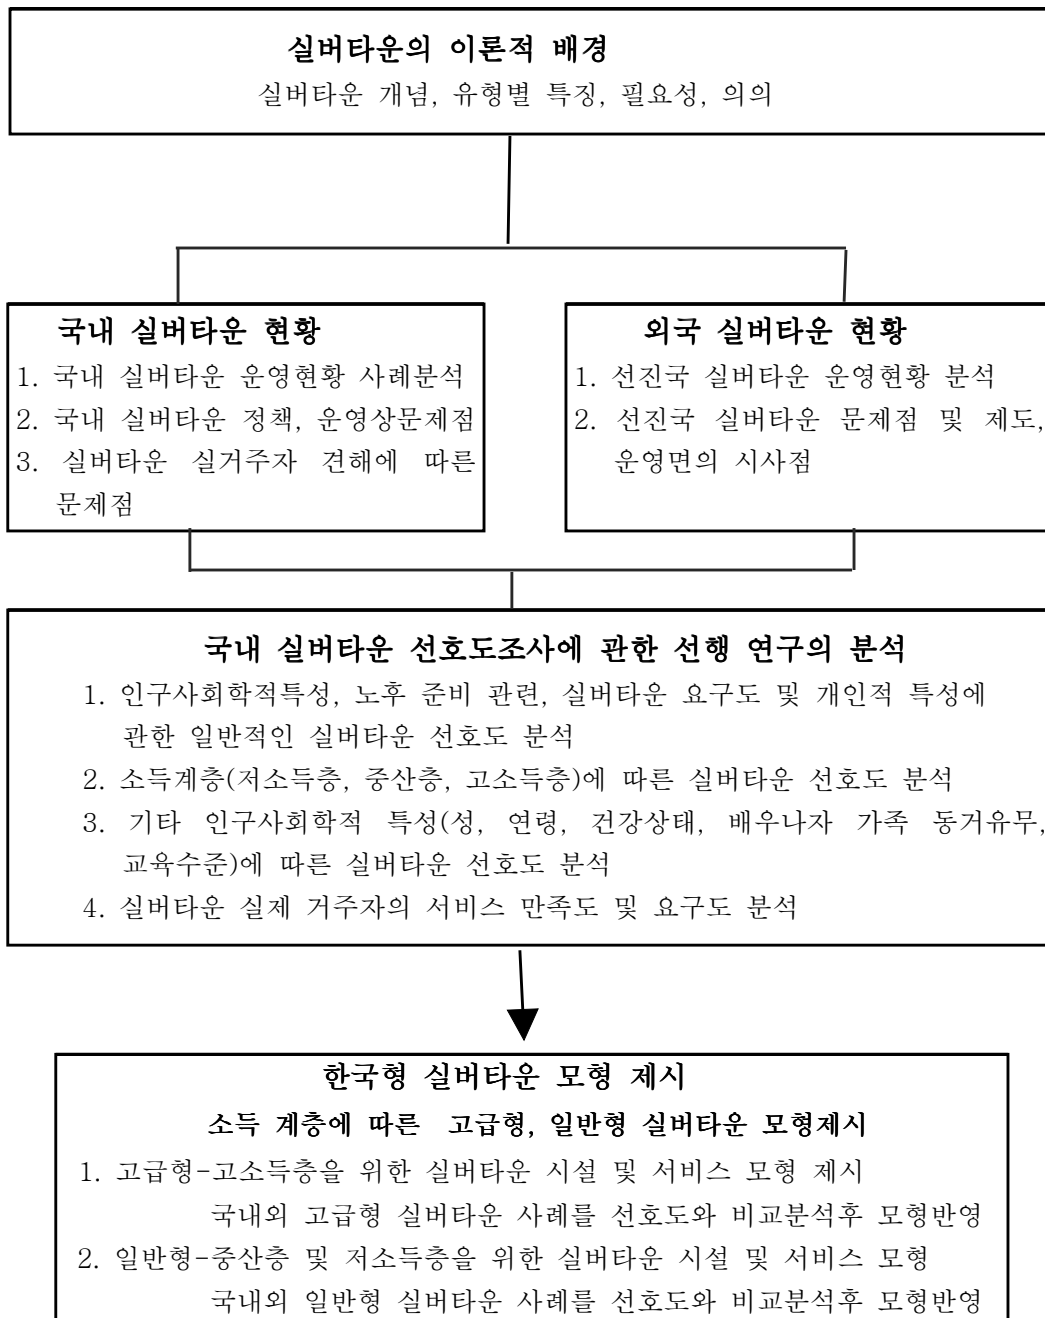 실버타운의 이론적 배경
실버타운 개념, 유형별 특징, 필요성, 의의
국내 실버타운 현황
1. 국내 실버타운 운영현황 사례분석
2. 국내 실버타운 정책, 운영상문제점
3. 실버타운 실거주자 견해에 따른
문제점
외국 실버타운 현황
1. 선진국 실버타운 운영현황 분석
2. 선진국 실버타운 문제점 및 제도,
운영면의 시사점
국내 실버타운 선호도조사에 관한 선행 연구의 분석
1. 인구사회학적특성, 노후 준비 관련, 실버타운 요구도 및 개인적 특성에
관한 일반적인 실버타운 선호도 분석
2. 소득계층(저소득층, 중산층, 고소득층)에 따른 실버타운 선호도 분석
3. 기타 인구사회학적 특성(성, 연령, 건강상태, 배우나자 가족 동거유무,
교육수준)에 따른 실버타운 선호도 분석
4. 실버타운 실제 거주자의 서비스 만족도 및 요구도 분석
한국형 실버타운 모형 제시
소득 계층에 따른 고급형, 일반형 실버타운 모형제시
1. 고급형-고소득층을 위한 실버타운 시설 및 서비스 모형 제시
국내외 고급형 실버타운 사례를 선호도와 비교분석후 모형반영
2. 일반형-중산층 및 저소득층을 위한 실버타운 시설 및 서비스 모형
국내외 일반형 실버타운 사례를 선호도와 비교분석후 모형반영